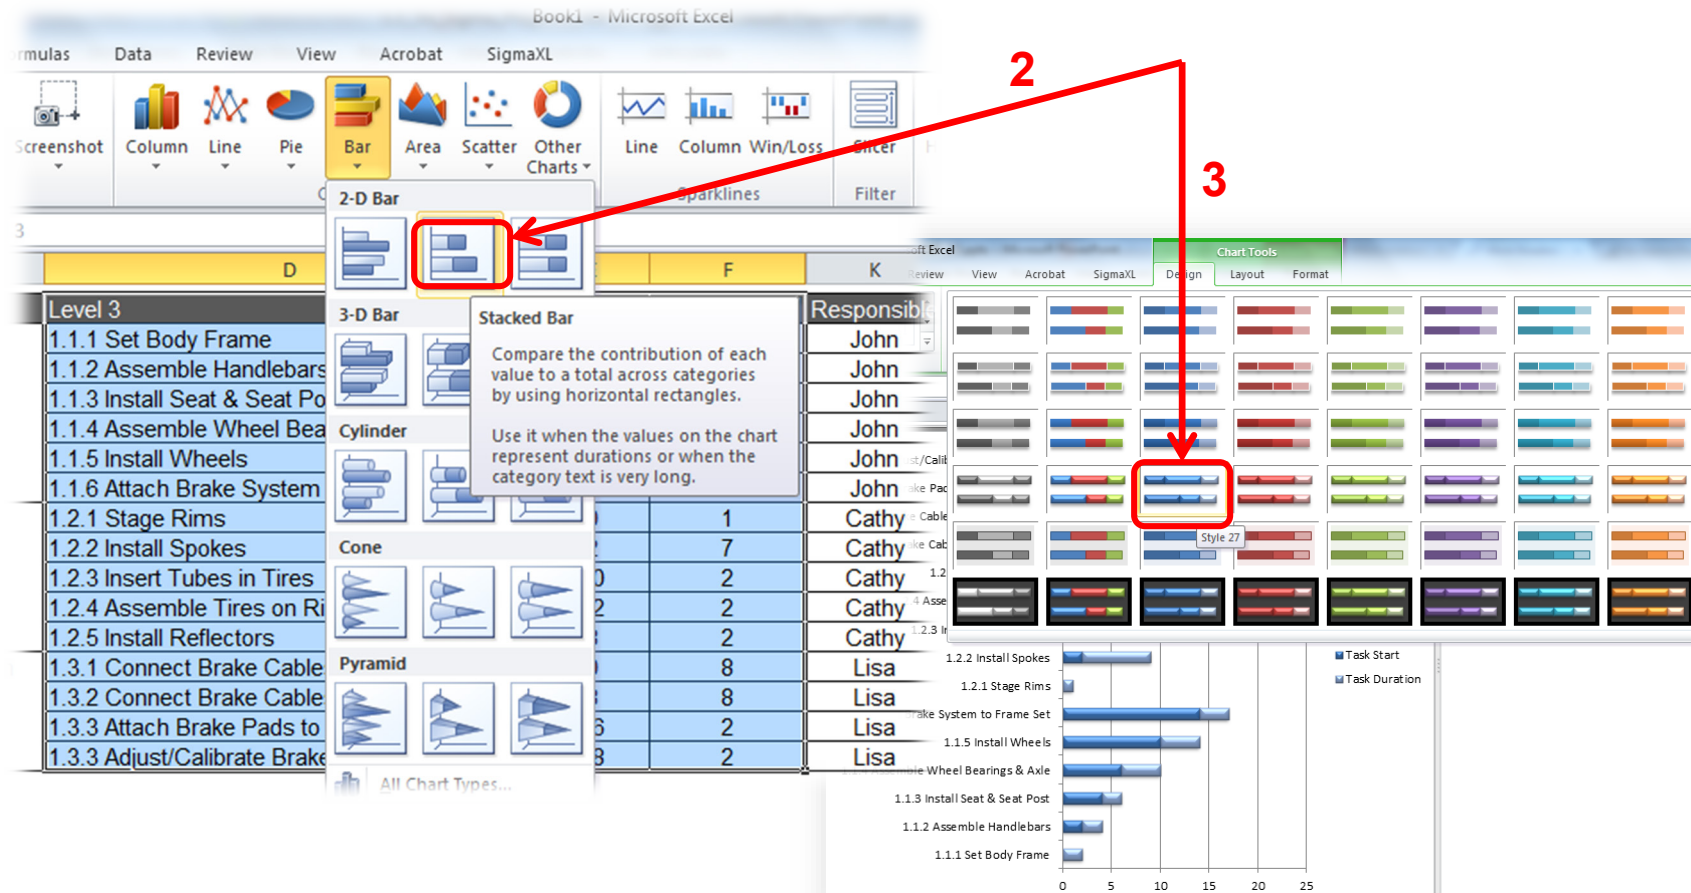 Book1 - Microsoft Excel
Data Review View Acrobat SigmaXL
Screenshot
Column Line Pie Bar Area Scatter Other Charts
Line Column Win/Loss
Slicer
Sparklines
Filter
2
3
2-D Bar
3-D Bar
Cylinder
Cone
Pyramid
All Chart Types...
Stacked Bar
Compare the contribution of each
value to a total across categories
by using horizontal rectangles.
Use it when the values on the chart
represent durations or when the
category text is very long.
3
D F K
Level 3 Responsible
1.1.1 Set Body Frame John
1.1.2 Assemble Handlebars John
1.1.3 Install Seat & Seat Po John
1.1.4 Assemble Wheel Bea John
1.1.5 Install Wheels John
1.1.6 Attach Brake System John
1.2.1 Stage Rims 1 Cathy
1.2.2 Install Spokes 7 Cathy
1.2.3 Insert Tubes in Tires 2 Cathy
1.2.4 Assemble Tires on Ri 2 Cathy
1.2.5 Install Reflectors 2 Cathy
1.3.1 Connect Brake Cable 8 Lisa
1.3.2 Connect Brake Cable 8 Lisa
1.3.3 Attach Brake Pads to 2 Lisa
1.3.3 Adjust/Calibrate Brake 2 Lisa
oft Excel
Chart Tools
Review View Acrobat SigmaXL Design Layout Format
Style 27
1.2.2 Install Spokes
1.2.1 Stage Rims
rake System to Frame Set
1.1.5 Install Wheels
Wheel Bearings & Axle
1.1.3 Install Seat & Seat Post
1.1.2 Assemble Handlebars
1.1.1 Set Body Frame
0 5 10 15 20 25
Task Start
Task Duration